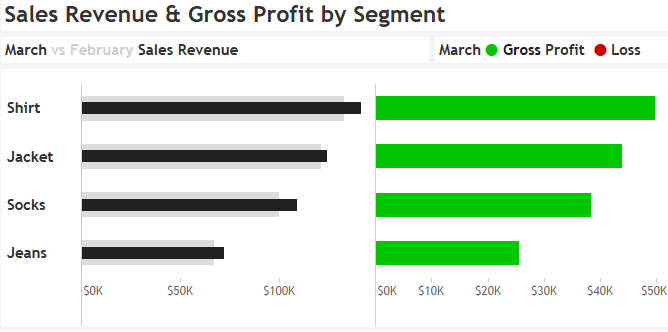 Sales Revenue & Gross Profit by Segment
March vs February Sales Revenue
March Gross Profit Loss
Shirt
Jacket
Socks
Jeans
$0K $50K $100K
$0K $10K $20K $30K $40K $50K